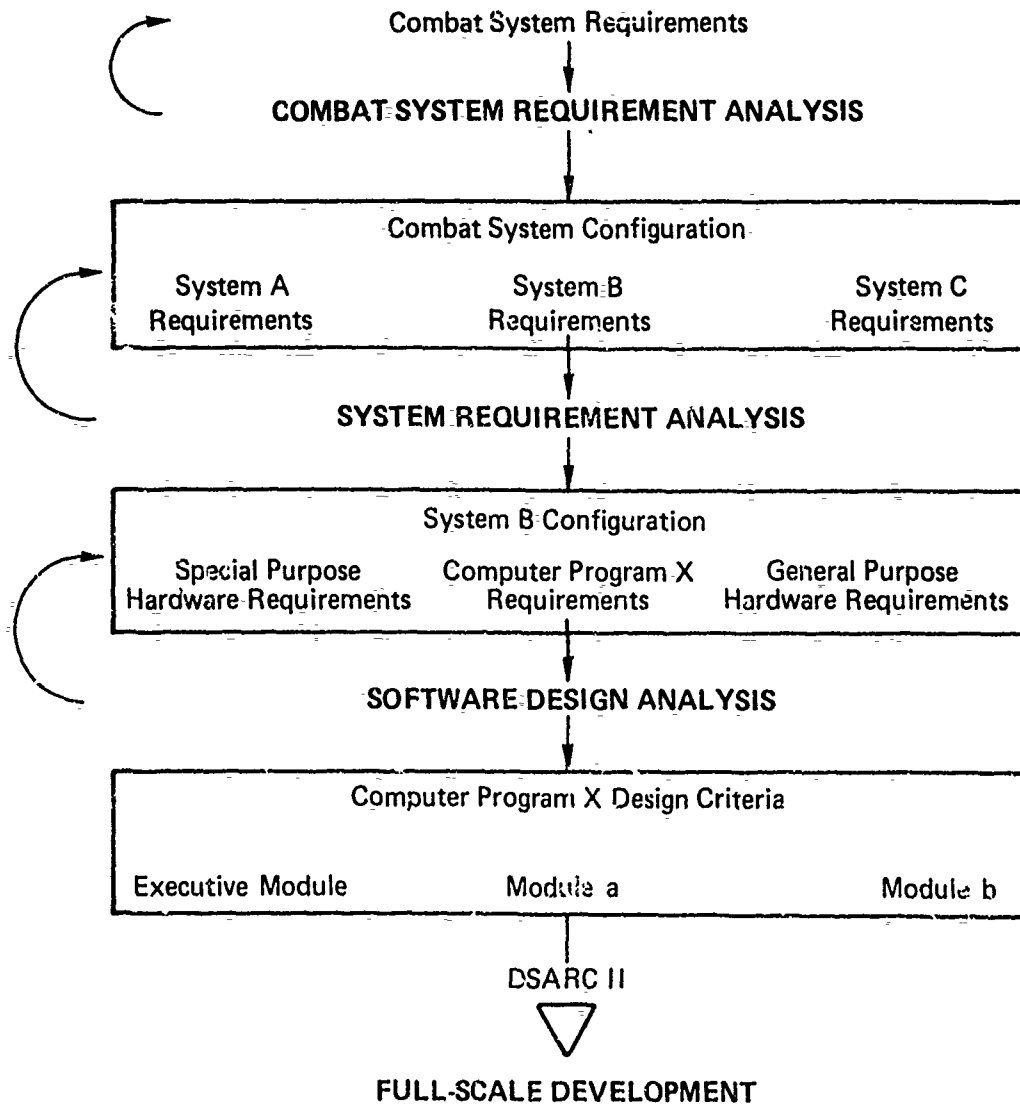 Combat System Requirements
COMBAT SYSTEM REQUIREMENT ANALYSIS
Combat System Configuration
System A Requirements
System B Requirements
System C Requirements
SYSTEM REQUIREMENT ANALYSIS
System B Configuration
Special Purpose Hardware Requirements
Computer Program X Requirements
General Purpose Hardware Requirements
SOFTWARE DESIGN ANALYSIS
Computer Program X Design Criteria
Executive Module
Module a
Module b
DSARC II
FULL-SCALE DEVELOPMENT